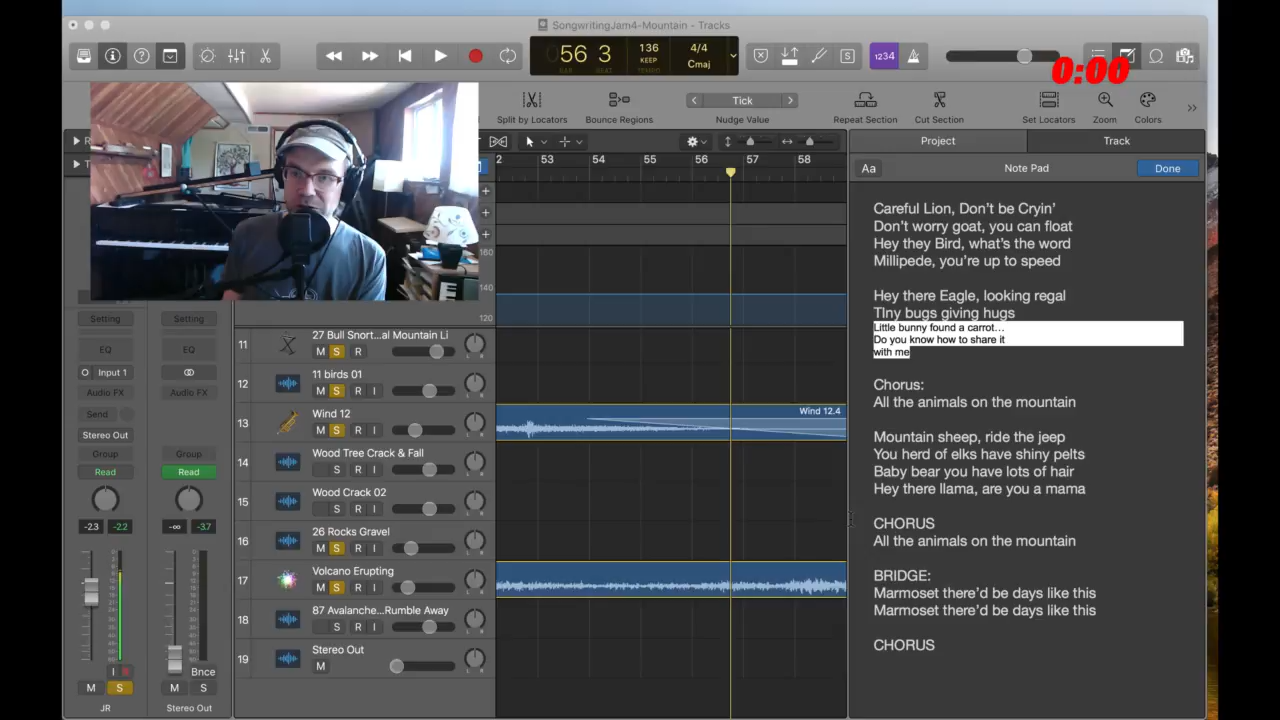 SongwritingJam4-Mountain - Tracks
056 3
BAR BEAT
136
KEEP
TEMPO
4/4
Cmaj
S
1234
0:00
Split by Locators
Bounce Regions
Tick
Nudge Value
Repeat Section
Cut Section
Set Locators
Zoom
Colors
R
T
2 53 54 55 56 57 58
Project
Track
Aa
Note Pad
Done
160
140
120
Careful Lion, Don't be Cryin'
Don't worry goat, you can float
Hey they Bird, what's the word
Millipede, you're up to speed
Hey there Eagle, looking regal
TIny bugs giving hugs
Little bunny found a carrot…
Do you know how to share it
with me
Chorus:
All the animals on the mountain
Mountain sheep, ride the jeep
You herd of elks have shiny pelts
Baby bear you have lots of hair
Hey there llama, are you a mama
CHORUS
All the animals on the mountain
BRIDGE:
Marmoset there'd be days like this
Marmoset there'd be days like this
CHORUS
Setting
Setting
EQ
EQ
Input 1
Audio FX
Audio FX
Send
Stereo Out
Group
Group
Read
Read
-2.3
-2.2
-∞
-3.7
I R
Bnce
M S
M S
JR
Stereo Out
11
27 Bull Snort...al Mountain Li
M S R
12
11 birds 01
M S R I
13
Wind 12
M S R I
Wind 12.4
14
Wood Tree Crack & Fall
S R I
15
Wood Crack 02
S R I
16
26 Rocks Gravel
M S R I
17
Volcano Erupting
M S R I
18
87 Avalanche...Rumble Away
S R I
19
Stereo Out
M